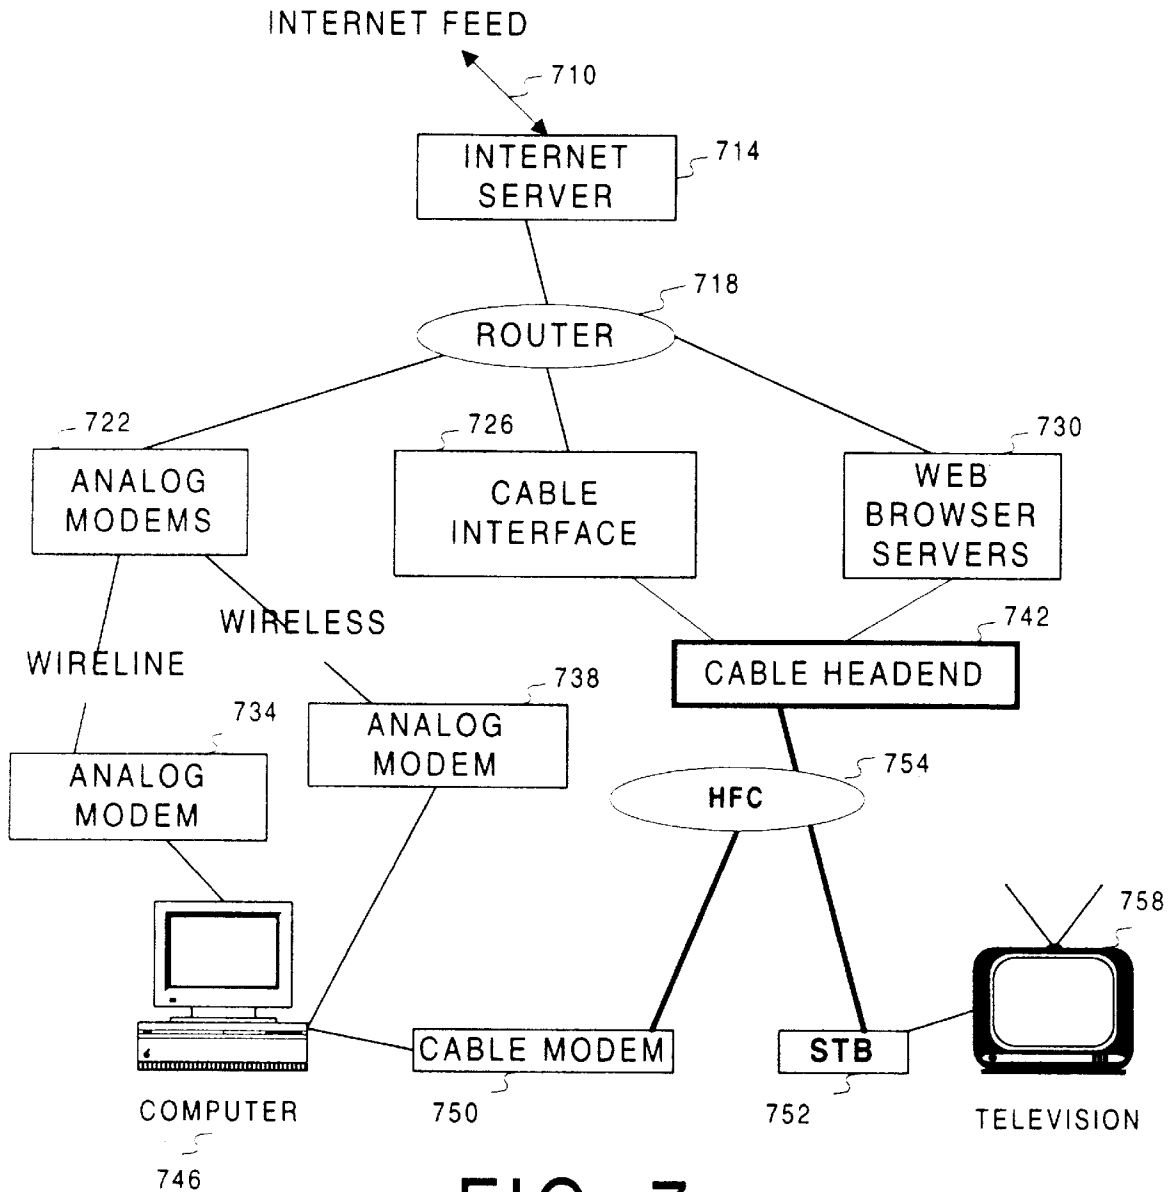 INTERNET FEED
710
INTERNET
SERVER
714
718
ROUTER
722
726
730
ANALOG
MODEMS
CABLE
INTERFACE
WEB
BROWSER
SERVERS
WIRELESS
742
WIRELINE
CABLE HEADEND
734
738
ANALOG
MODEM
ANALOG
MODEM
754
HFC
758
CABLE MODEM
STB
COMPUTER
750
752
TELEVISION
746
FIG. 7